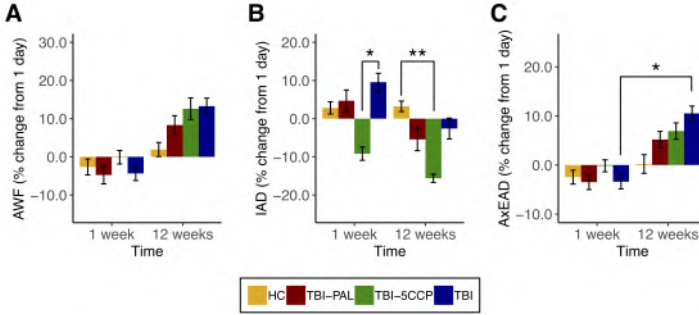 A
B
C
AWF (% change from 1 day)
30.0
20.0
10.0
0.0
−10.0
1 week
12 weeks
Time
IAD (% change from 1 day)
20.0
10.0
0.0
−10.0
−20.0
*
**
1 week
12 weeks
Time
AxEAD (% change from 1 day)
20.0
10.0
0.0
−10.0
*
1 week
12 weeks
Time
HC TBI−PAL TBI−5CCP TBI